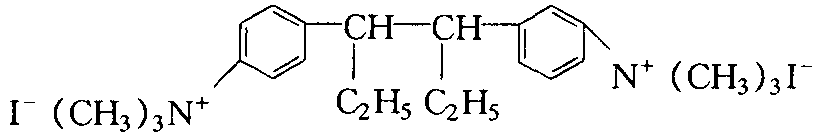 CH—CH
N⁺ (CH₃)₃I⁻
I⁻ (CH₃)₃N⁺
C₂H₅ C₂H₅